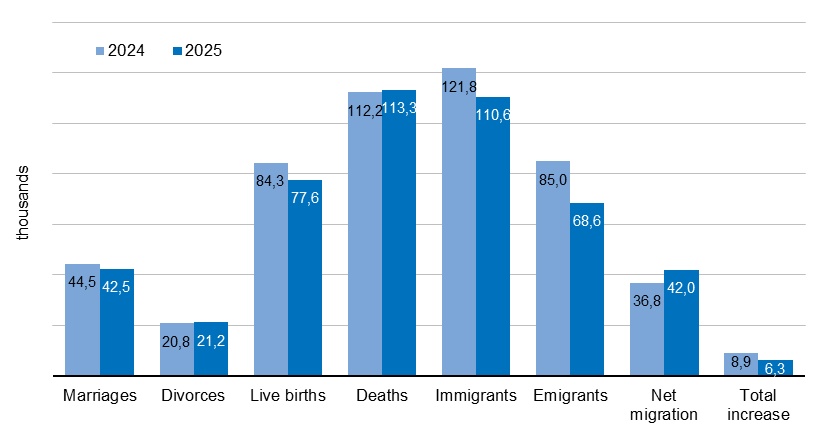 2024 2025
thousands
44,5 42,5 20,8 21,2 84,3 77,6 112,2 113,3 121,8 110,6 85,0 68,6 36,8 42,0 8,9 6,3
Marriages Divorces Live births Deaths Immigrants Emigrants Net Total
migration increase